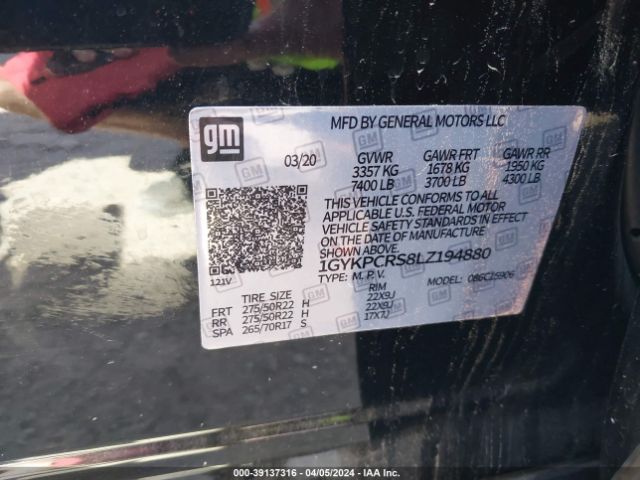 gm
MFD BY GENERAL MOTORS LLC
03/20 GVWR GAWR FRT GAWR RR
3357 KG 1678 KG 1950 KG
7400 LB 3700 LB 4300 LB
THIS VEHICLE CONFORMS TO ALL
APPLICABLE U.S. FEDERAL MOTOR
VEHICLE SAFETY STANDARDS IN EFFECT
ON THE DATE OF MANUFACTURE
SHOWN ABOVE.
1GYKPCRS8LZ194880
TYPE: M. P. V. MODEL: 086C15906
121V
TIRE SIZE RIM
FRT 275/50R22 H 22X9J
RR 275/50R22 H 22X9J
SPA 265/70R17 S 17X7J
000-39137316 - 04/05/2024 - IAA Inc.